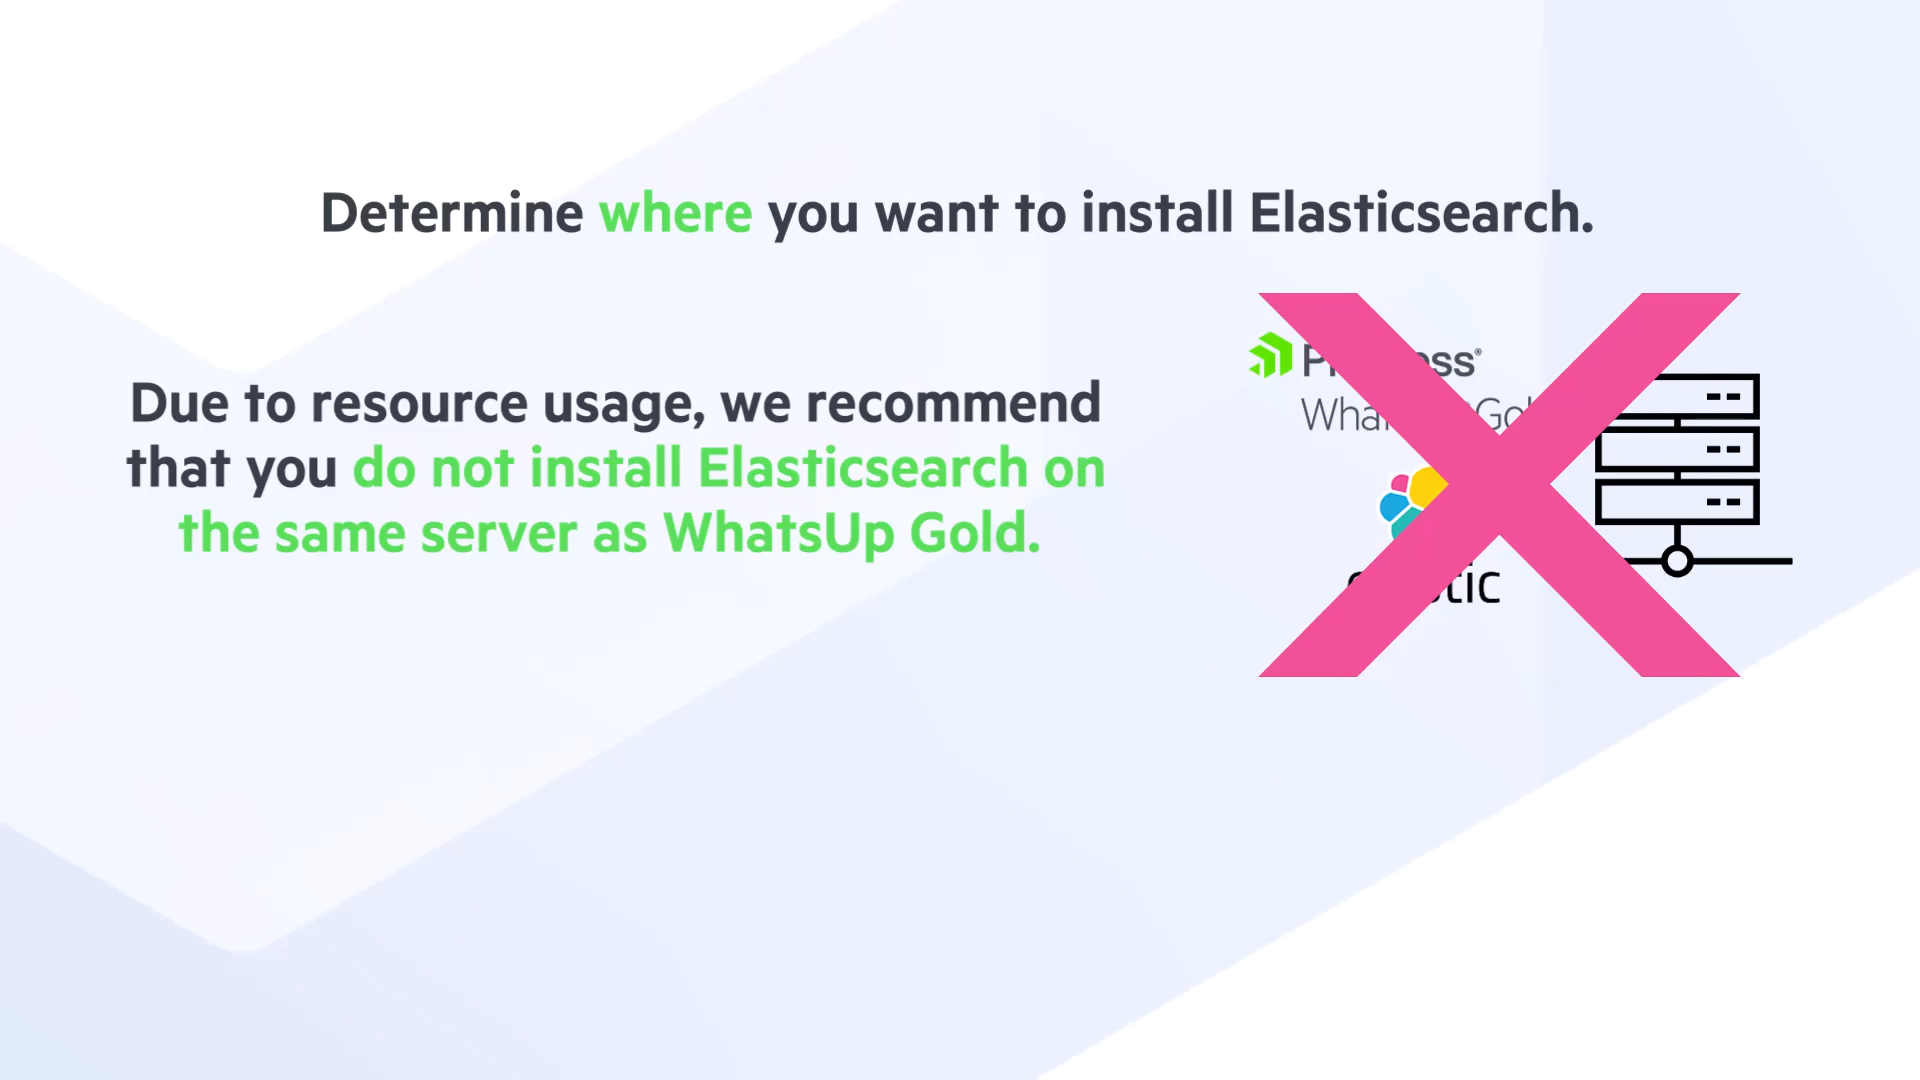 Determine where you want to install Elasticsearch.
Due to resource usage, we recommend
that you do not install Elasticsearch on
the same server as WhatsUp Gold.